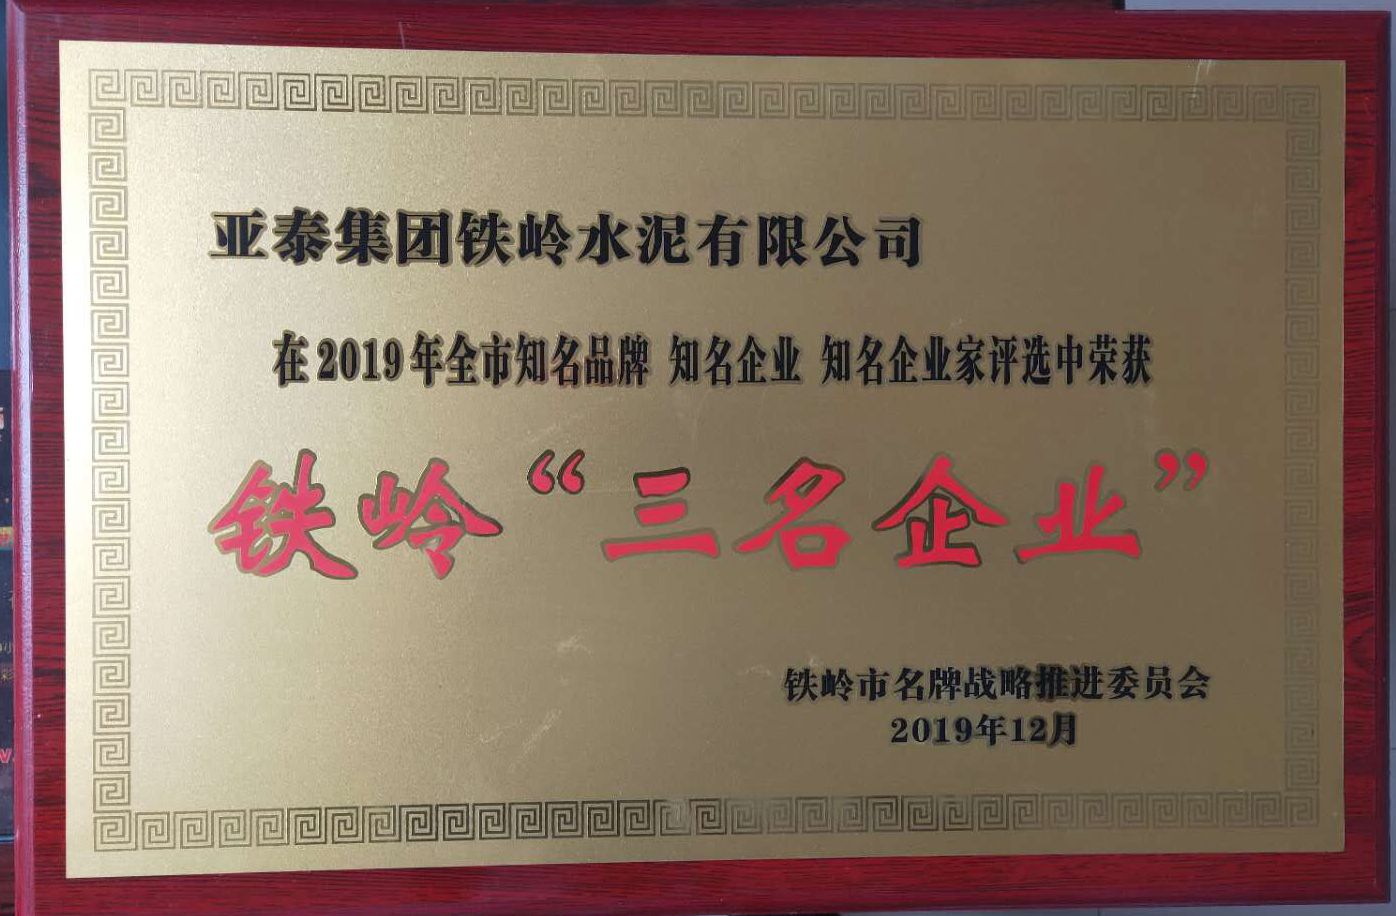 亚泰集团铁岭水泥有限公司
在2019年全市知名品牌 知名企业 知名企业家评选中荣获
铁岭“三名企业”
铁岭市名牌战略推进委员会
2019年12月